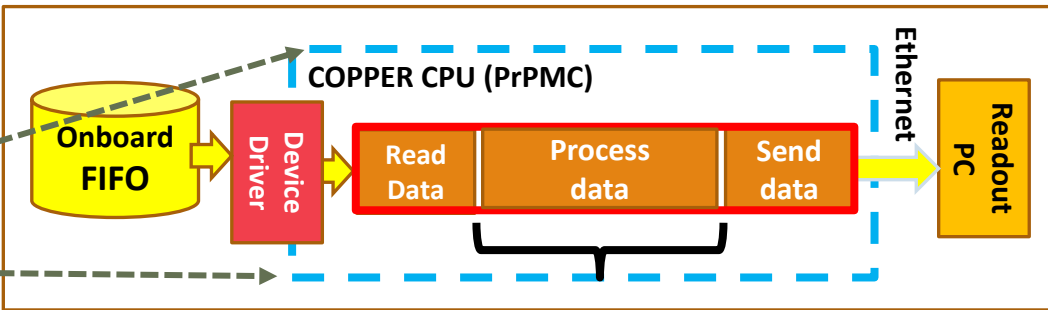 COPPER CPU (PrPMC)
Onboard
FIFO
Device
Driver
Read
Data
Process
data
Send
data
Ethernet
Readout
PC